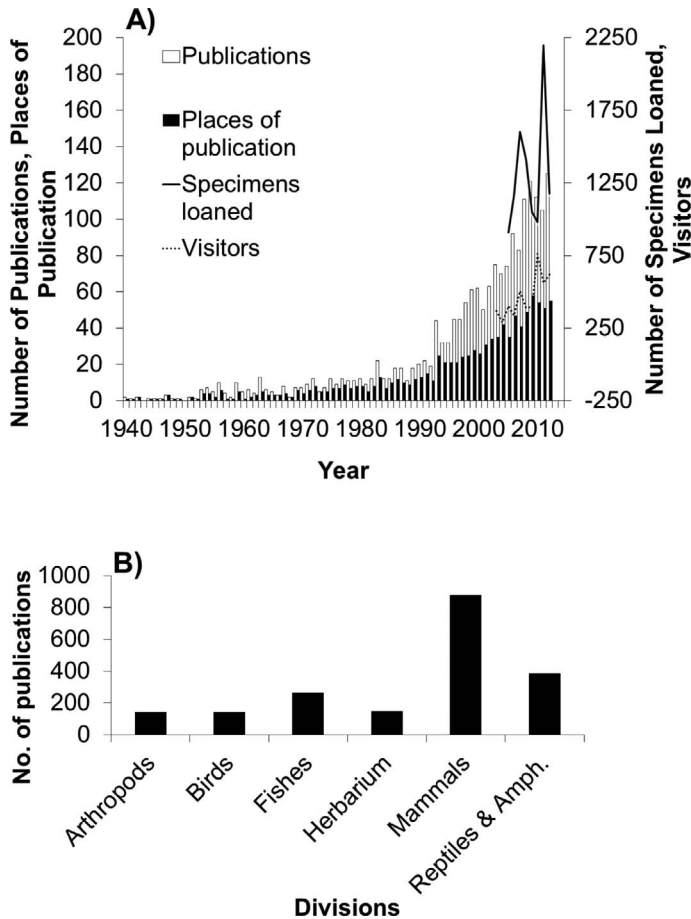 A)
Number of Publications, Places of
Publication
200
180
160
140
120
100
80
60
40
20
0
Publications
Places of
publication
Specimens
loaned
Visitors
2250
1750
1250
750
250
-250
Number of Specimens Loaned,
Visitors
1940 1950 1960 1970 1980 1990 2000 2010
Year
B)
No. of publications
1000
800
600
400
200
0
Arthropods
Birds
Fishes
Herbarium
Mammals
Reptiles & Amph.
Divisions